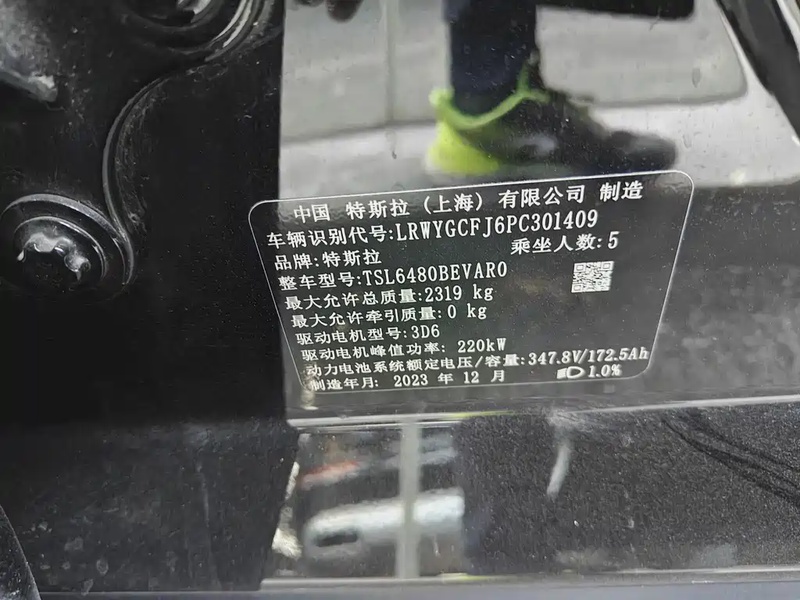 中国 特斯拉（上海）有限公司 制造
车辆识别代号:LRWYGCFJ6PC301409
品牌:特斯拉 乘坐人数:5
整车型号:TSL6480BEVAR0
最大允许总质量:2319 kg
最大允许牵引质量:0 kg
驱动电机型号:3D6
驱动电机峰值功率: 220kW
动力电池系统额定电压/容量:347.8V/172.5Ah
制造年月: 2023 年 12 月 1.0%